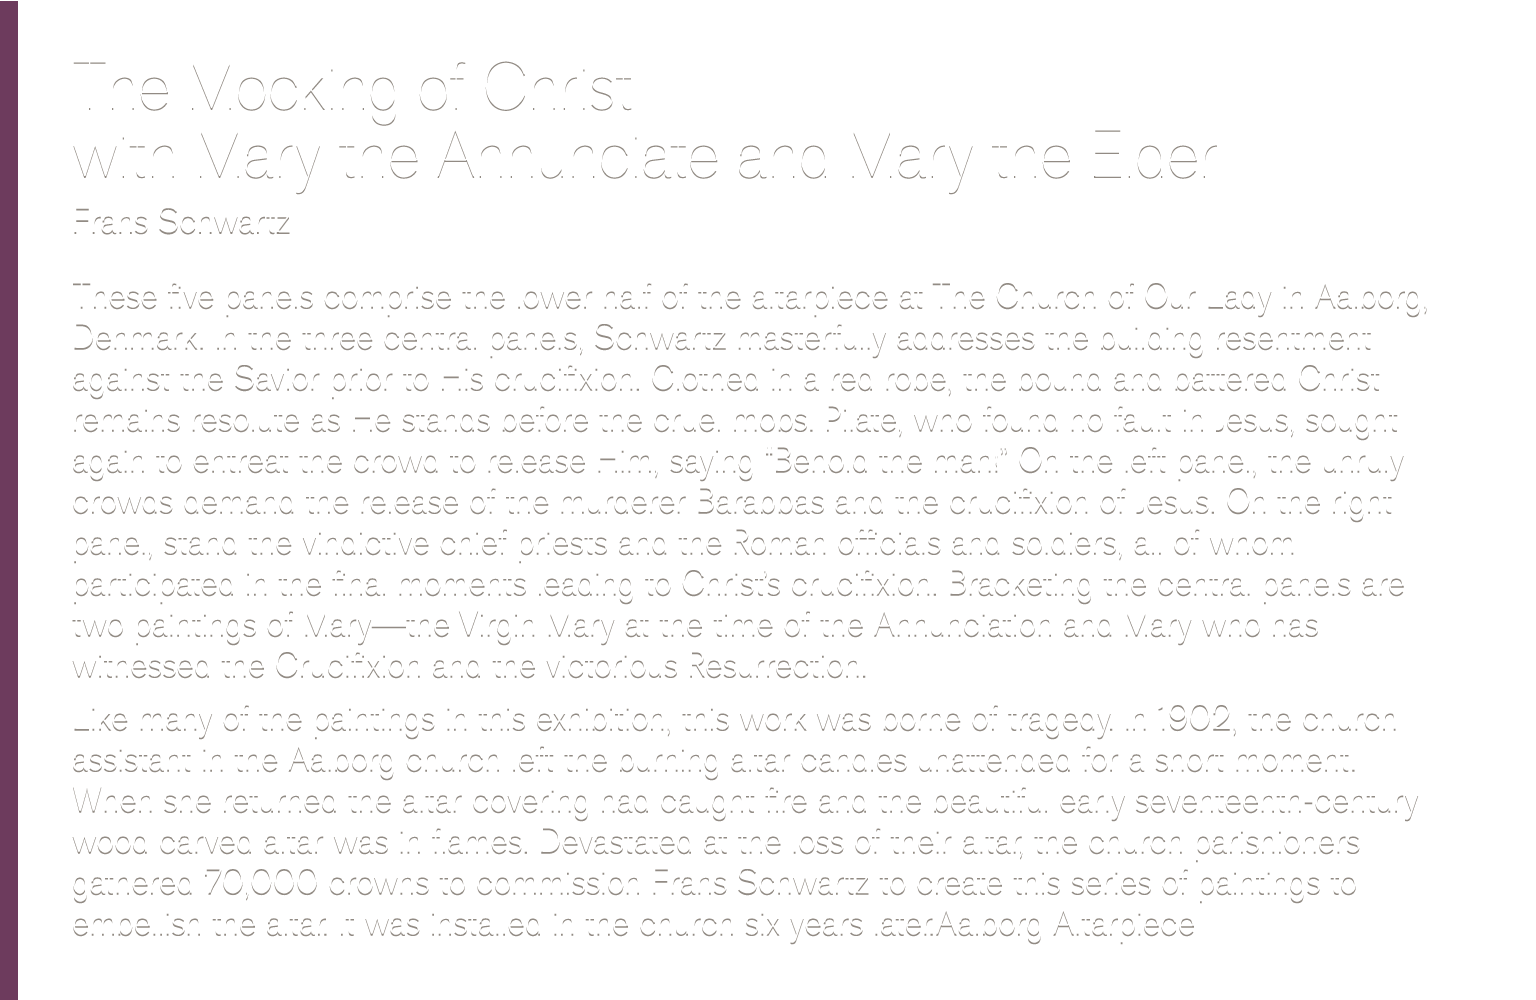 The Mocking of Christ
with Mary the Annunciate and Mary the Elder
Frans Schwartz
These five panels comprise the lower half of the altarpiece at The Church of Our Lady in Aalborg,
Denmark. In the three central panels, Schwartz masterfully addresses the building resentment
against the Savior prior to His crucifixion. Clothed in a red robe, the bound and battered Christ
remains resolute as He stands before the cruel mobs. Pilate, who found no fault in Jesus, sought
again to entreat the crowd to release Him, saying "Behold the man!" On the left panel, the unruly
crowds demand the release of the murderer Barabbas and the crucifixion of Jesus. On the right
panel, stand the vindictive chief priests and the Roman officials and soldiers, all of whom
participated in the final moments leading to Christ's crucifixion. Bracketing the central panels are
two paintings of Mary—the Virgin Mary at the time of the Annunciation and Mary who has
witnessed the Crucifixion and the victorious Resurrection.
Like many of the paintings in this exhibition, this work was borne of tragedy. In 1902, the church
assistant in the Aalborg church left the burning altar candles unattended for a short moment.
When she returned the altar covering had caught fire and the beautiful early seventeenth-century
wood carved altar was in flames. Devastated at the loss of their altar, the church parishioners
gathered 70,000 crowns to commission Frans Schwartz to create this series of paintings to
embellish the altar. It was installed in the church six years later.Aalborg Altarpiece